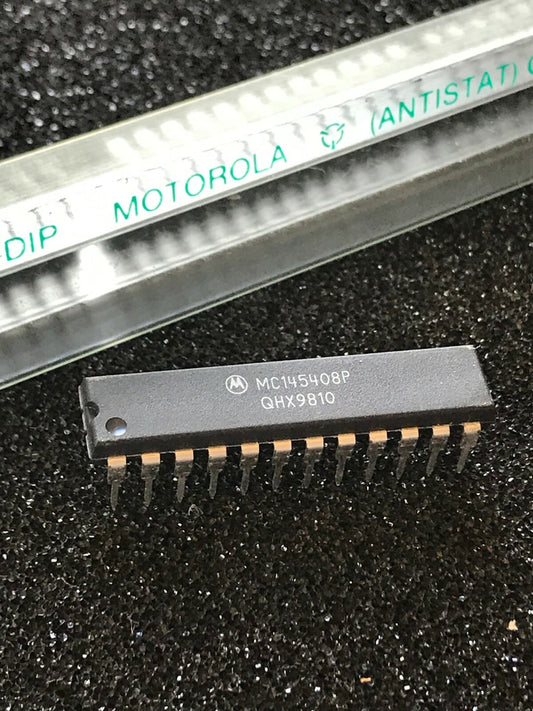 -DIP MOTOROLA (ANTISTAT)
MC145408P
QHX9810